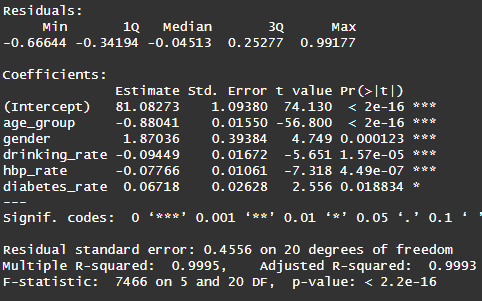 Residuals:
Min 1Q Median 3Q Max
-0.66644 -0.34194 -0.04513 0.25277 0.99177
Coefficients:
Estimate Std. Error t value Pr(>|t|)
(Intercept) 81.08273 1.09380 74.130 < 2e-16 ***
age_group -0.88041 0.01550 -56.800 < 2e-16 ***
gender 1.87036 0.39384 4.749 0.000123 ***
drinking_rate -0.09449 0.01672 -5.651 1.57e-05 ***
hbp_rate -0.07766 0.01061 -7.318 4.49e-07 ***
diabetes_rate 0.06718 0.02628 2.556 0.018834 *
---
Signif. codes: 0 ‘***’ 0.001 ‘**’ 0.01 ‘*’ 0.05 ‘.’ 0.1 ‘ ’
Residual standard error: 0.4556 on 20 degrees of freedom
Multiple R-squared: 0.9995, Adjusted R-squared: 0.9993
F-statistic: 7466 on 5 and 20 DF, p-value: < 2.2e-16